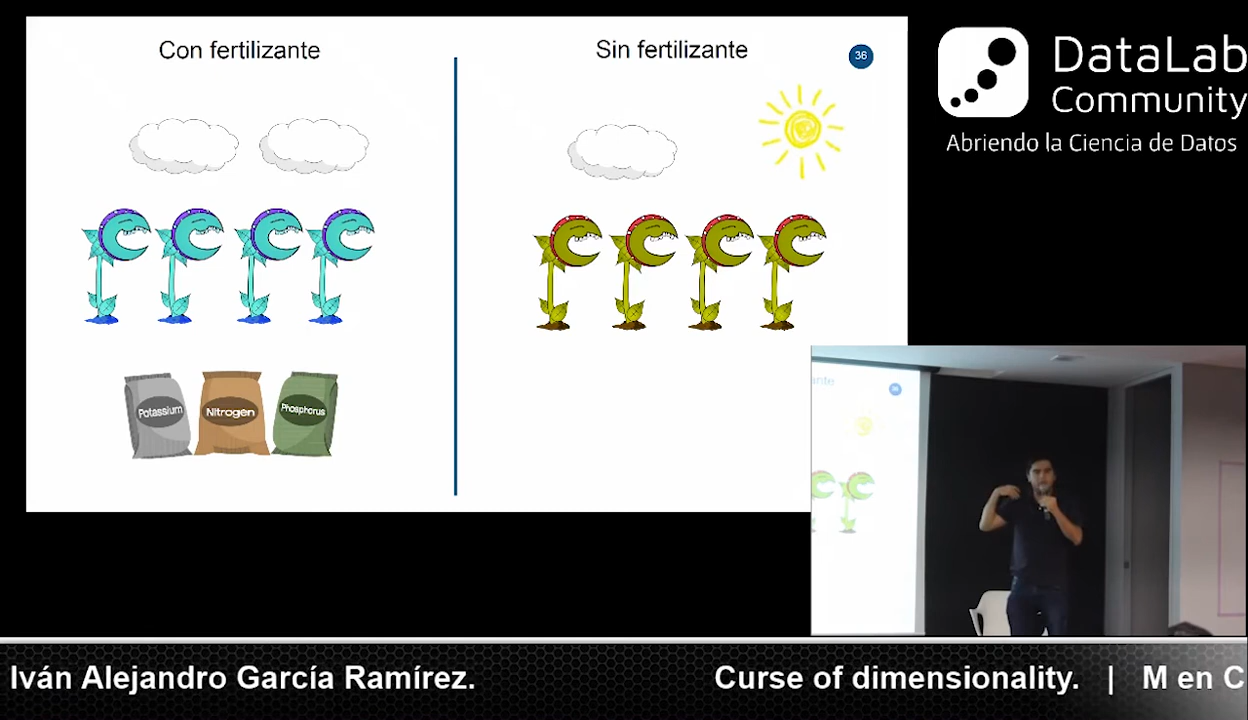 Con fertilizante
Sin fertilizante
36
DataLab
Community
Abriendo la Ciencia de Datos
Potassium
Nitrogen
Phosphorus
Iván Alejandro García Ramírez.
Curse of dimensionality. | M en C